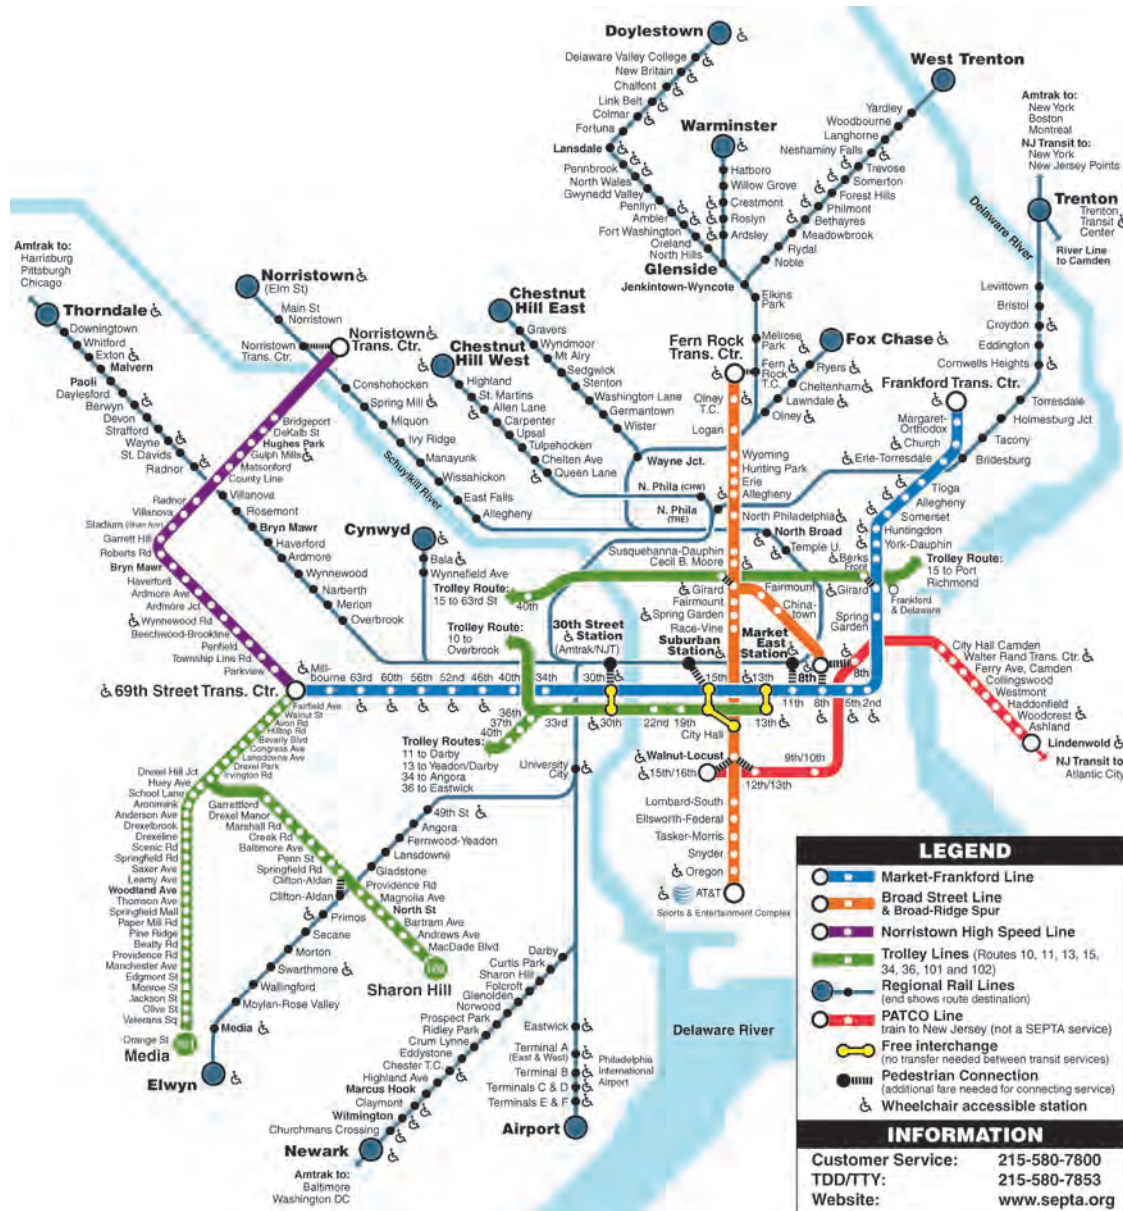 Doylestown
Delaware Valley College
New Britain
Chalfont
Link Belt
Colmar
Fortuna
Lansdale
Pennbrook
North Wales
Gwynedd Valley
Penllyn
Ambler
Fort Washington
Oreland
North Hills
Glenside
Jenkintown-Wyncote
Warminster
Hatboro
Willow Grove
Crestmont
Roslyn
Ardsley
West Trenton
Yardley
Woodbourne
Langhorne
Neshaminy Falls
Trevose
Somerton
Forest Hills
Philmont
Bethayres
Meadowbrook
Rydal
Noble
Elkins
Park
Melrose
Park
Fern
Rock
T.C.
Amtrak to:
New York
Boston
Montreal
NJ Transit to:
New York
New Jersey Points
Delaware River
Trenton
Trenton
Transit
Center
River Line
to Camden
Levittown
Bristol
Croydon
Eddington
Cornwells Heights
Torresdale
Holmesburg Jct
Tacony
Bridesburg
Amtrak to:
Harrisburg
Pittsburgh
Chicago
Thorndale
Downingtown
Whitford
Exton
Malvern
Paoli
Daylesford
Berwyn
Devon
Strafford
Wayne
St. Davids
Radnor
Villanova
Rosemont
Bryn Mawr
Haverford
Ardmore
Wynnewood
Narberth
Merion
Overbrook
Norristown
(Elm St)
Main St
Norristown
Norristown
Trans. Ctr.
Norristown
Trans. Ctr.
Conshohocken
Spring Mill
Miquon
Ivy Ridge
Manayunk
Wissahickon
East Falls
Allegheny
Schuylkill River
Chestnut
Hill East
Gravers
Wyndmoor
Mt Airy
Sedgwick
Stenton
Washington Lane
Germantown
Wister
Wayne Jct.
Chestnut
Hill West
Highland
St. Martins
Allen Lane
Carpenter
Upsal
Tulpehocken
Chelten Ave
Queen Lane
N. Phila (CHW)
N. Phila
(TRE)
Fox Chase
Ryers
Cheltenham
Lawndale
Olney
Fern Rock
Trans. Ctr.
Olney
T.C.
Logan
Wyoming
Hunting Park
Erie
Allegheny
North Philadelphia
North Broad
Temple U.
Susquehanna-Dauphin
Cecil B. Moore
Girard
Fairmount
Spring Garden
Race-Vine
Fairmount
China-
town
Frankford Trans. Ctr.
Margaret-
Orthodox
Church
Erie-Torresdale
Tioga
Allegheny
Somerset
Huntingdon
York-Dauphin
Berks
Front
Girard
Spring
Garden
Trolley Route:
15 to Port
Richmond
Frankford
& Delaware
Bridgeport
DeKalb St
Hughes Park
Gulph Mills
Matsonford
County Line
Radnor
Villanova
Stadium (Ithan Ave)
Garrett Hill
Roberts Rd
Bryn Mawr
Haverford
Ardmore Ave
Ardmore Jct
Wynnewood Rd
Beechwood-Brookline
Penfield
Township Line Rd
Parkview
Cynwyd
Bala
Wynnefield Ave
Trolley Route:
15 to 63rd St
40th
Trolley Route:
10 to
Overbrook
30th Street
Station
(Amtrak/NJT)
Suburban
Station
Market
East
Station
69th Street Trans. Ctr.
Mill-
bourne
63rd
60th
56th
52nd
46th
40th
34th
30th
15th
13th
11th
8th
8th
8th
5th
2nd
36th
37th
40th
33rd
30th
22nd
19th
City Hall
13th
Trolley Routes:
11 to Darby
13 to Yeadon/Darby
34 to Angora
36 to Eastwick
University
City
Walnut-Locust
15th/16th
12th/13th
9th/10th
Lombard-South
Ellsworth-Federal
Tasker-Morris
Snyder
Oregon
AT&T
Sports & Entertainment Complex
City Hall Camden
Walter Rand Trans. Ctr.
Ferry Ave, Camden
Collingswood
Westmont
Haddonfield
Woodcrest
Ashland
Lindenwold
NJ Transit to
Atlantic City
Fairfield Ave
Walnut St
Avon Rd
Hilltop Rd
Beverly Blvd
Congress Ave
Lansdowne Ave
Drexel Park
Irvington Rd
Drexel Hill Jct
Huey Ave
School Lane
Aronimink
Anderson Ave
Drexelbrook
Drexeline
Scenic Rd
Springfield Rd
Saxer Ave
Leamy Ave
Woodland Ave
Thomson Ave
Springfield Mall
Paper Mill Rd
Pine Ridge
Beatty Rd
Providence Rd
Manchester Ave
Edgmont St
Monroe St
Jackson St
Olive St
Veterans Sq
Orange St
101
Media
Garrettford
Drexel Manor
Marshall Rd
Creek Rd
Baltimore Ave
Penn St
Springfield Rd
Clifton-Aldan
Clifton-Aldan
Providence Rd
Magnolia Ave
North St
Bartram Ave
Andrews Ave
MacDade Blvd
102
Sharon Hill
49th St
Angora
Fernwood-Yeadon
Lansdowne
Gladstone
Primos
Secane
Morton
Swarthmore
Wallingford
Moylan-Rose Valley
Media
Elwyn
Darby
Curtis Park
Sharon Hill
Folcroft
Glenolden
Norwood
Prospect Park
Ridley Park
Crum Lynne
Eddystone
Chester T.C.
Highland Ave
Marcus Hook
Claymont
Wilmington
Churchmans Crossing
Newark
Amtrak to:
Baltimore
Washington DC
Eastwick
Terminal A
(East & West)
Terminal B
Terminals C & D
Terminals E & F
Philadelphia
International
Airport
Airport
Delaware River
LEGEND
Market-Frankford Line
Broad Street Line
& Broad-Ridge Spur
Norristown High Speed Line
Trolley Lines (Routes 10, 11, 13, 15,
34, 36, 101 and 102)
Regional Rail Lines
(end shows route destination)
PATCO Line
train to New Jersey (not a SEPTA service)
Free interchange
(no transfer needed between transit services)
Pedestrian Connection
(additional fare needed for connecting service)
Wheelchair accessible station
INFORMATION
Customer Service: 215-580-7800
TDD/TTY: 215-580-7853
Website: www.septa.org